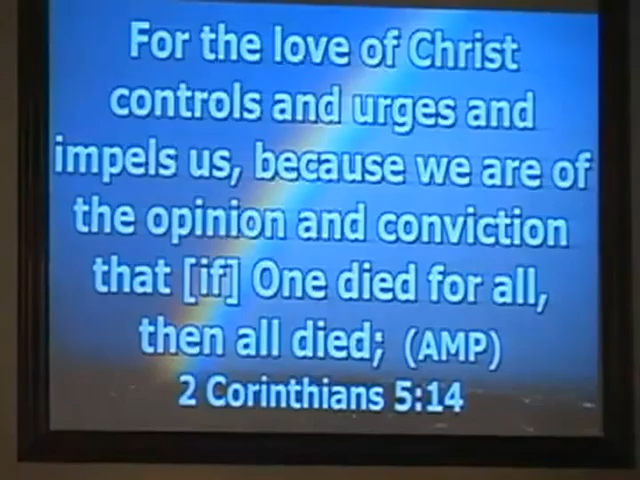 For the love of Christ
controls and urges and
impels us, because we are of
the opinion and conviction
that [if] One died for all,
then all died; (AMP)
2 Corinthians 5:14